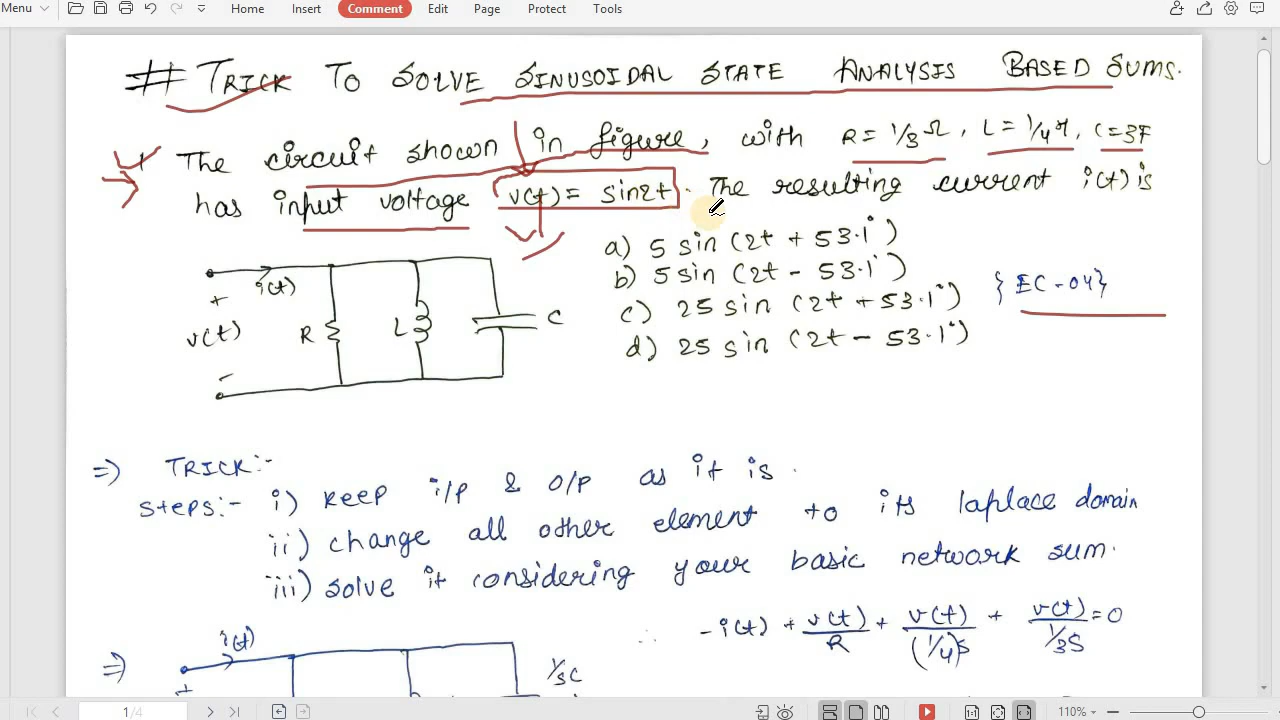 Menu Home Insert Comment Edit Page Protect Tools
# TRICK TO SOLVE SINUSOIDAL STATE ANALYSIS BASED SUMS.
The circuit shown in figure, with R = 1/3 Ω, L = 1/4 H, C = 3F
has input voltage v(t) = sin2t. The resulting current i(t) is
a) 5 sin (2t + 53.1°)
b) 5 sin (2t - 53.1°)
c) 25 sin (2t + 53.1°)
d) 25 sin (2t - 53.1°)
{ EC-04}
i(t)
+
v(t)
-
R
L
C
=> TRICK:-
steps:- i) keep i/p & o/p as it is.
ii) change all other element to its laplace domain
iii) solve it considering your basic network sum.
∴ -i(t) + v(t)/R + v(t)/(1/4)s + v(t)/1/3s = 0
=> i(t)
+
1/sc
1/4
110%